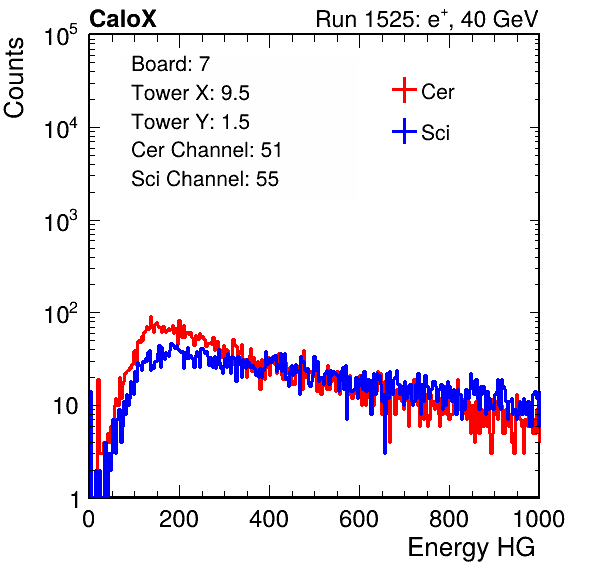 CaloX Run 1525: e⁺, 40 GeV
Counts
10⁵
10⁴
10³
10²
10
1
Board: 7
Tower X: 9.5
Tower Y: 1.5
Cer Channel: 51
Sci Channel: 55
Cer
Sci
0 200 400 600 800 1000
Energy HG